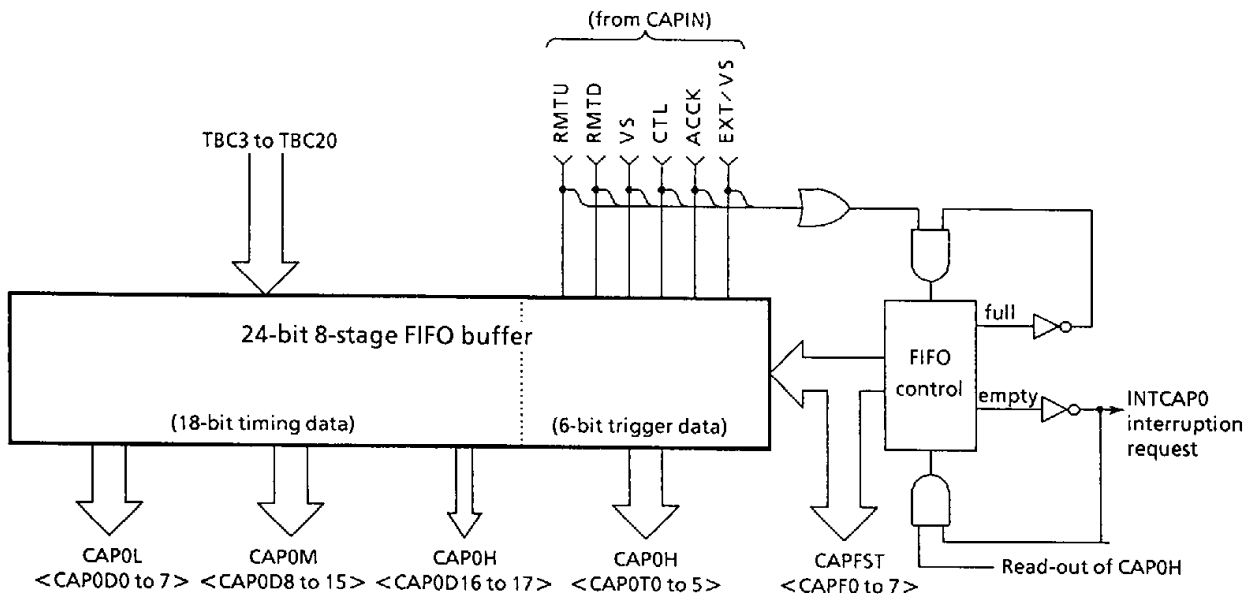 (from CAPIN)
RMTU
RMTD
VS
CTL
ACCK
EXT/VS
TBC3 to TBC20
24-bit 8-stage FIFO buffer
(18-bit timing data)
(6-bit trigger data)
FIFO
control
full
empty
INTCAP0
interruption
request
CAP0L
<CAP0D0 to 7>
CAP0M
<CAP0D8 to 15>
CAP0H
<CAP0D16 to 17>
CAP0H
<CAP0T0 to 5>
CAPFST
<CAPF0 to 7>
Read-out of CAP0H